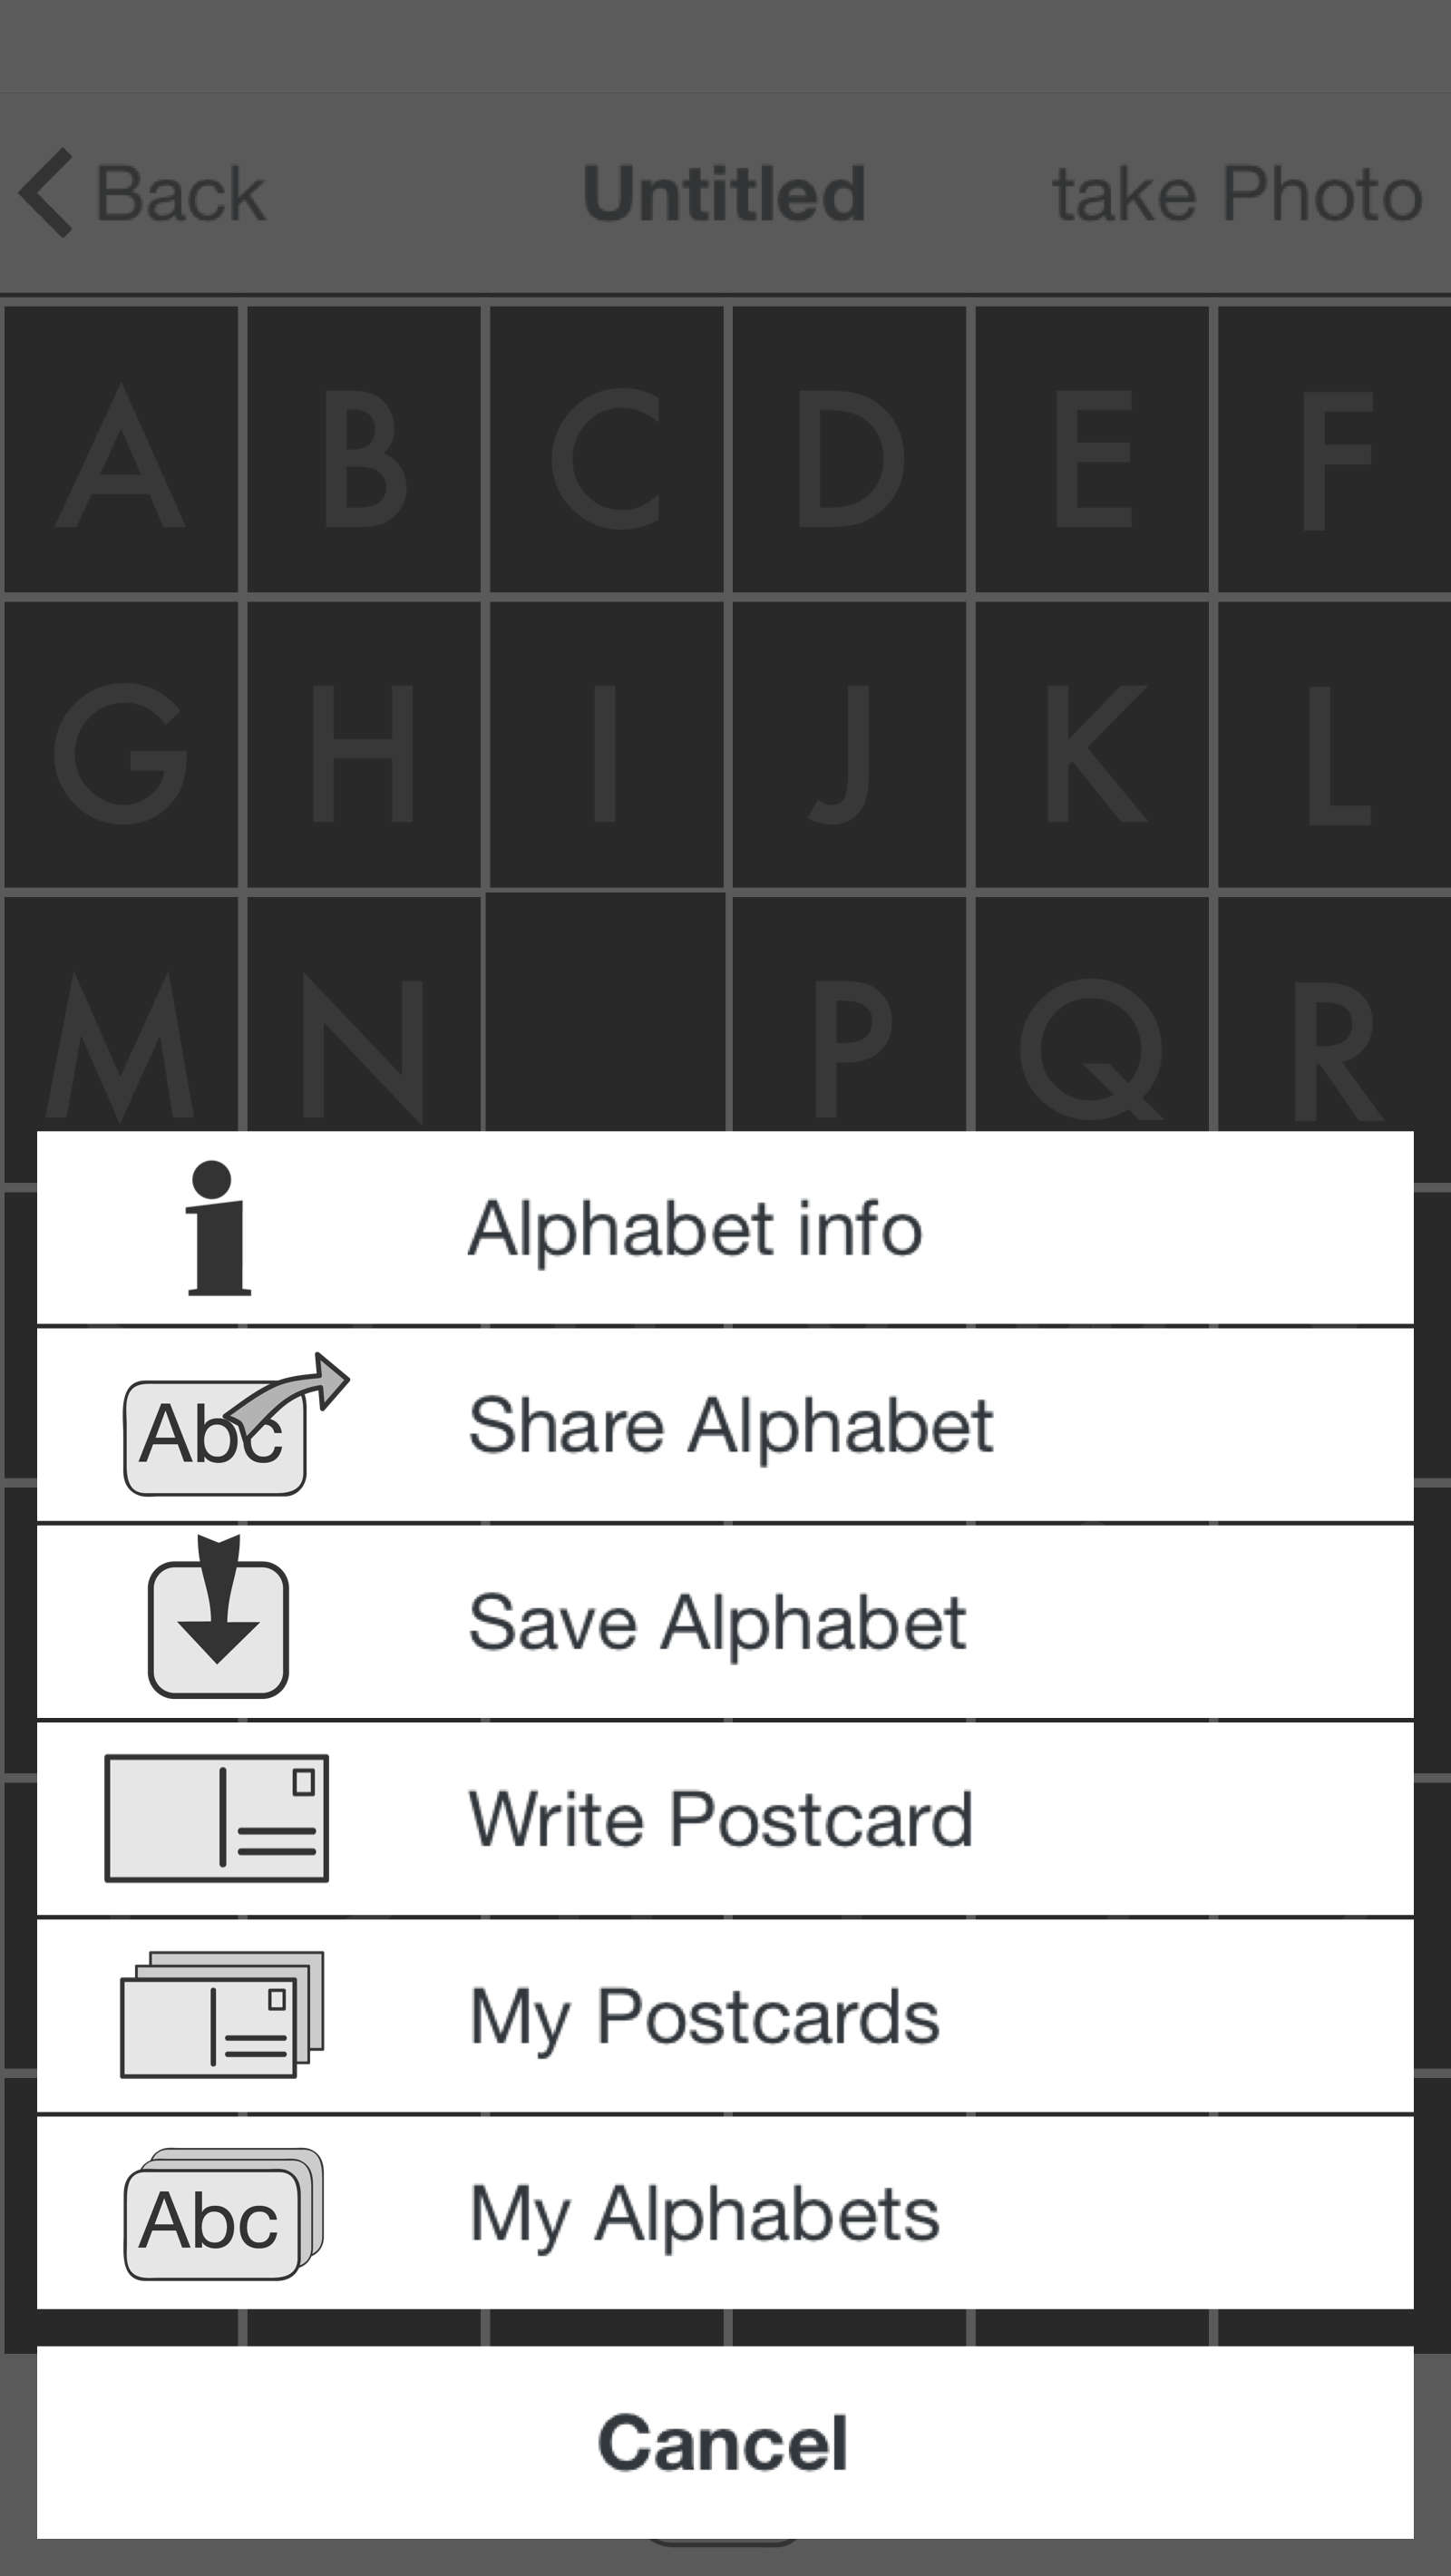 Back Untitled take Photo
A B C D E F
G H I J K L
M N P Q R
Alphabet info
Abc Share Alphabet
Save Alphabet
Write Postcard
My Postcards
Abc My Alphabets
Cancel